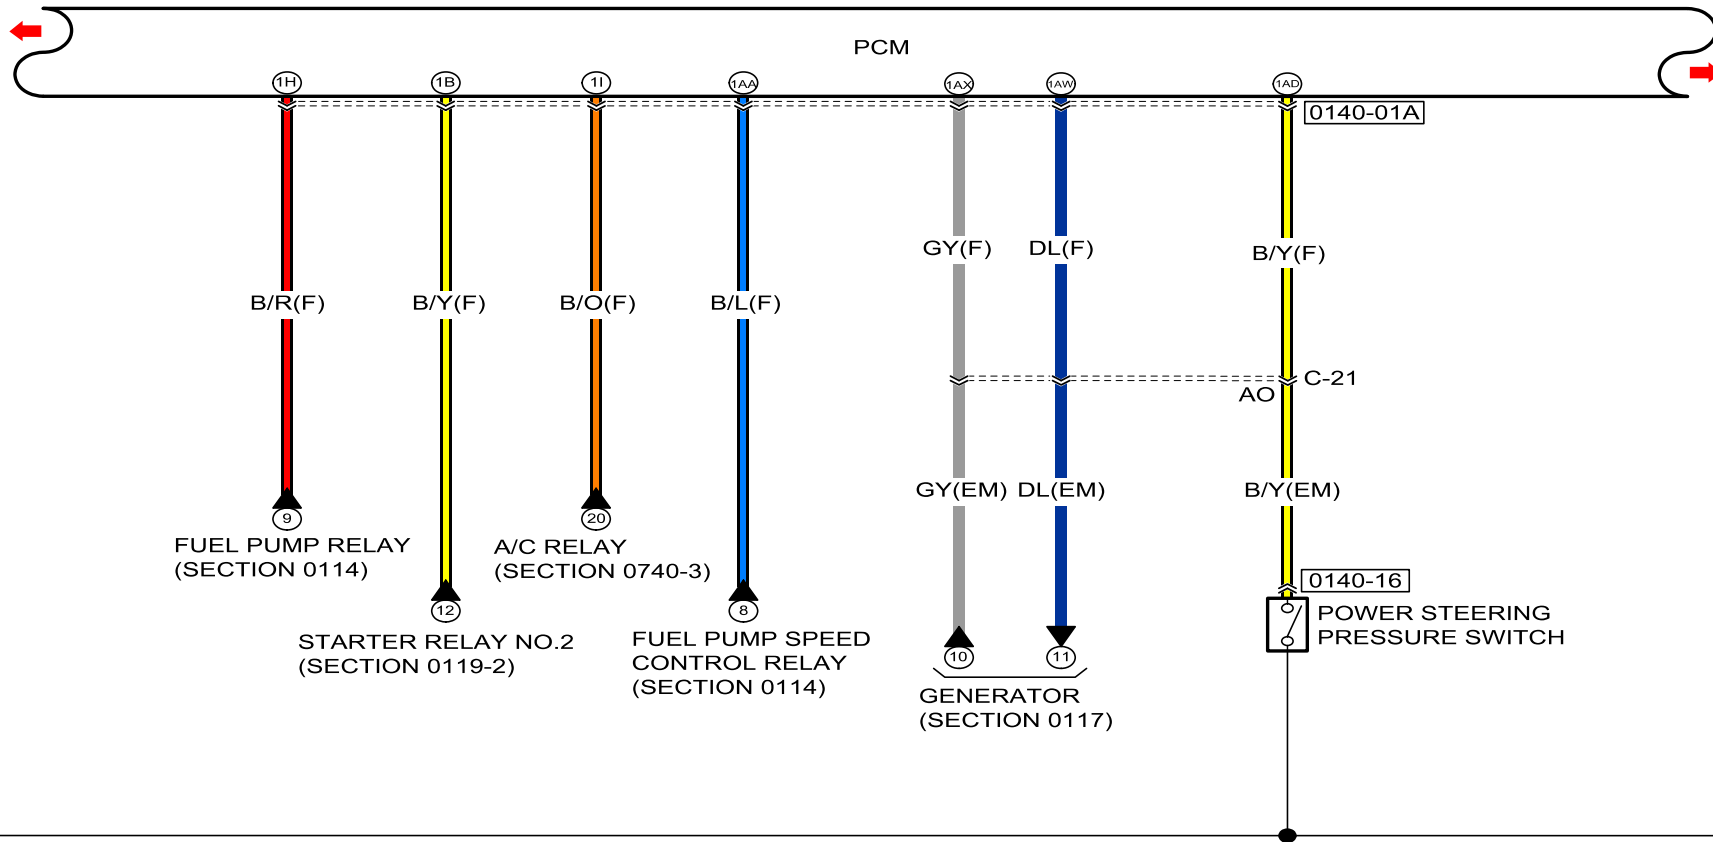 PCM
1H
1B
1I
1AA
1AX
1AW
1AD
0140-01A
GY(F)
DL(F)
B/Y(F)
B/R(F)
B/Y(F)
B/O(F)
B/L(F)
C-21
AO
GY(EM)
DL(EM)
B/Y(EM)
9
20
FUEL PUMP RELAY
(SECTION 0114)
A/C RELAY
(SECTION 0740-3)
0140-16
12
8
POWER STEERING
PRESSURE SWITCH
STARTER RELAY NO.2
(SECTION 0119-2)
FUEL PUMP SPEED
CONTROL RELAY
(SECTION 0114)
10
11
GENERATOR
(SECTION 0117)